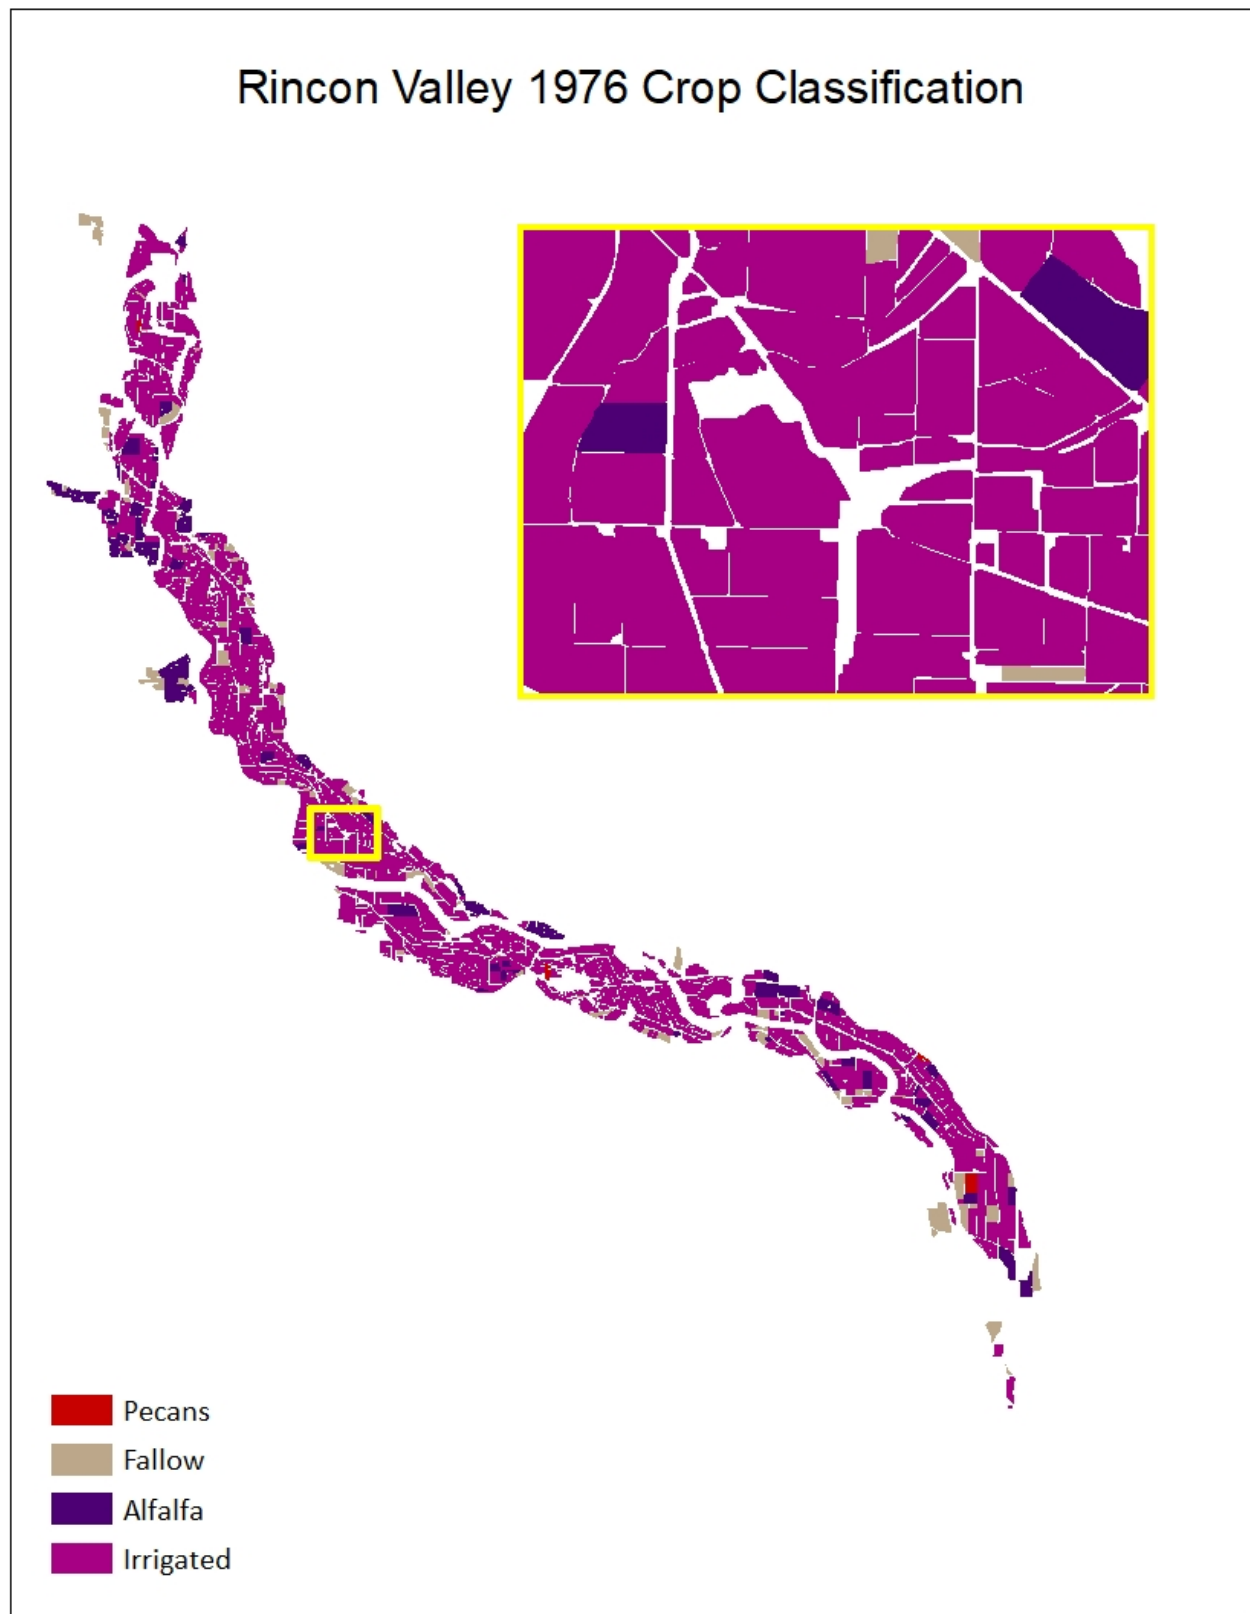 Rincon Valley 1976 Crop Classification
Pecans
Fallow
Alfalfa
Irrigated